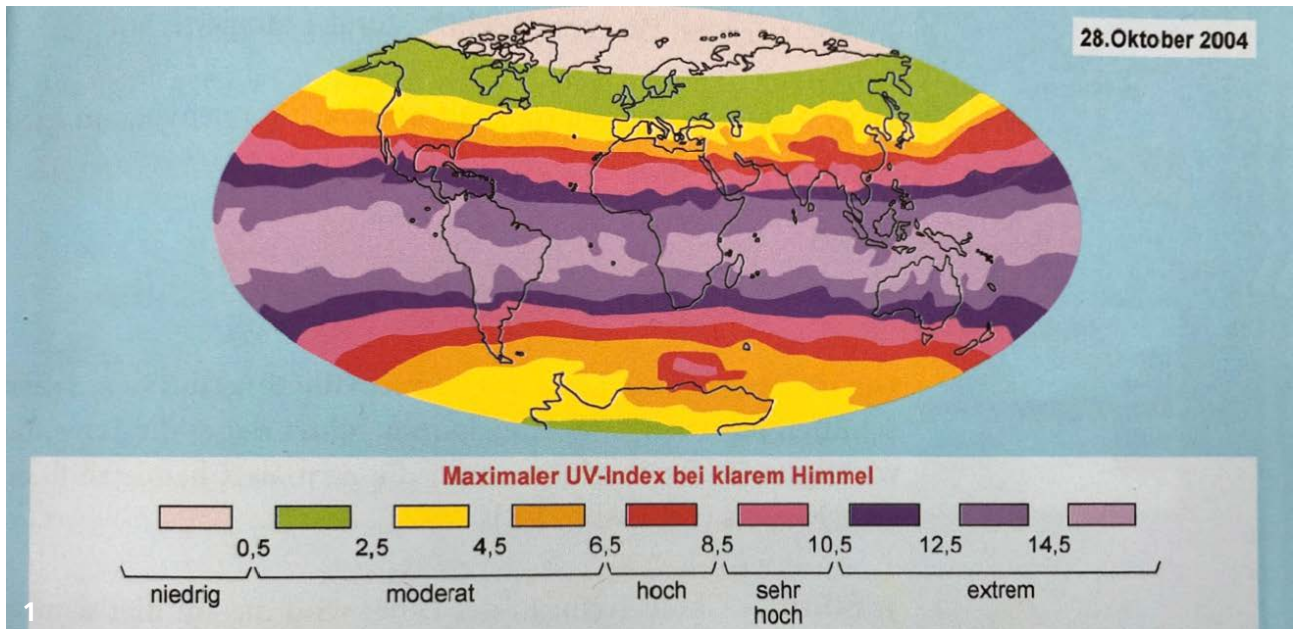 28.Oktober 2004
Maximaler UV-Index bei klarem Himmel
0,5 2,5 4,5 6,5 8,5 10,5 12,5 14,5
niedrig moderat hoch sehr hoch extrem
1